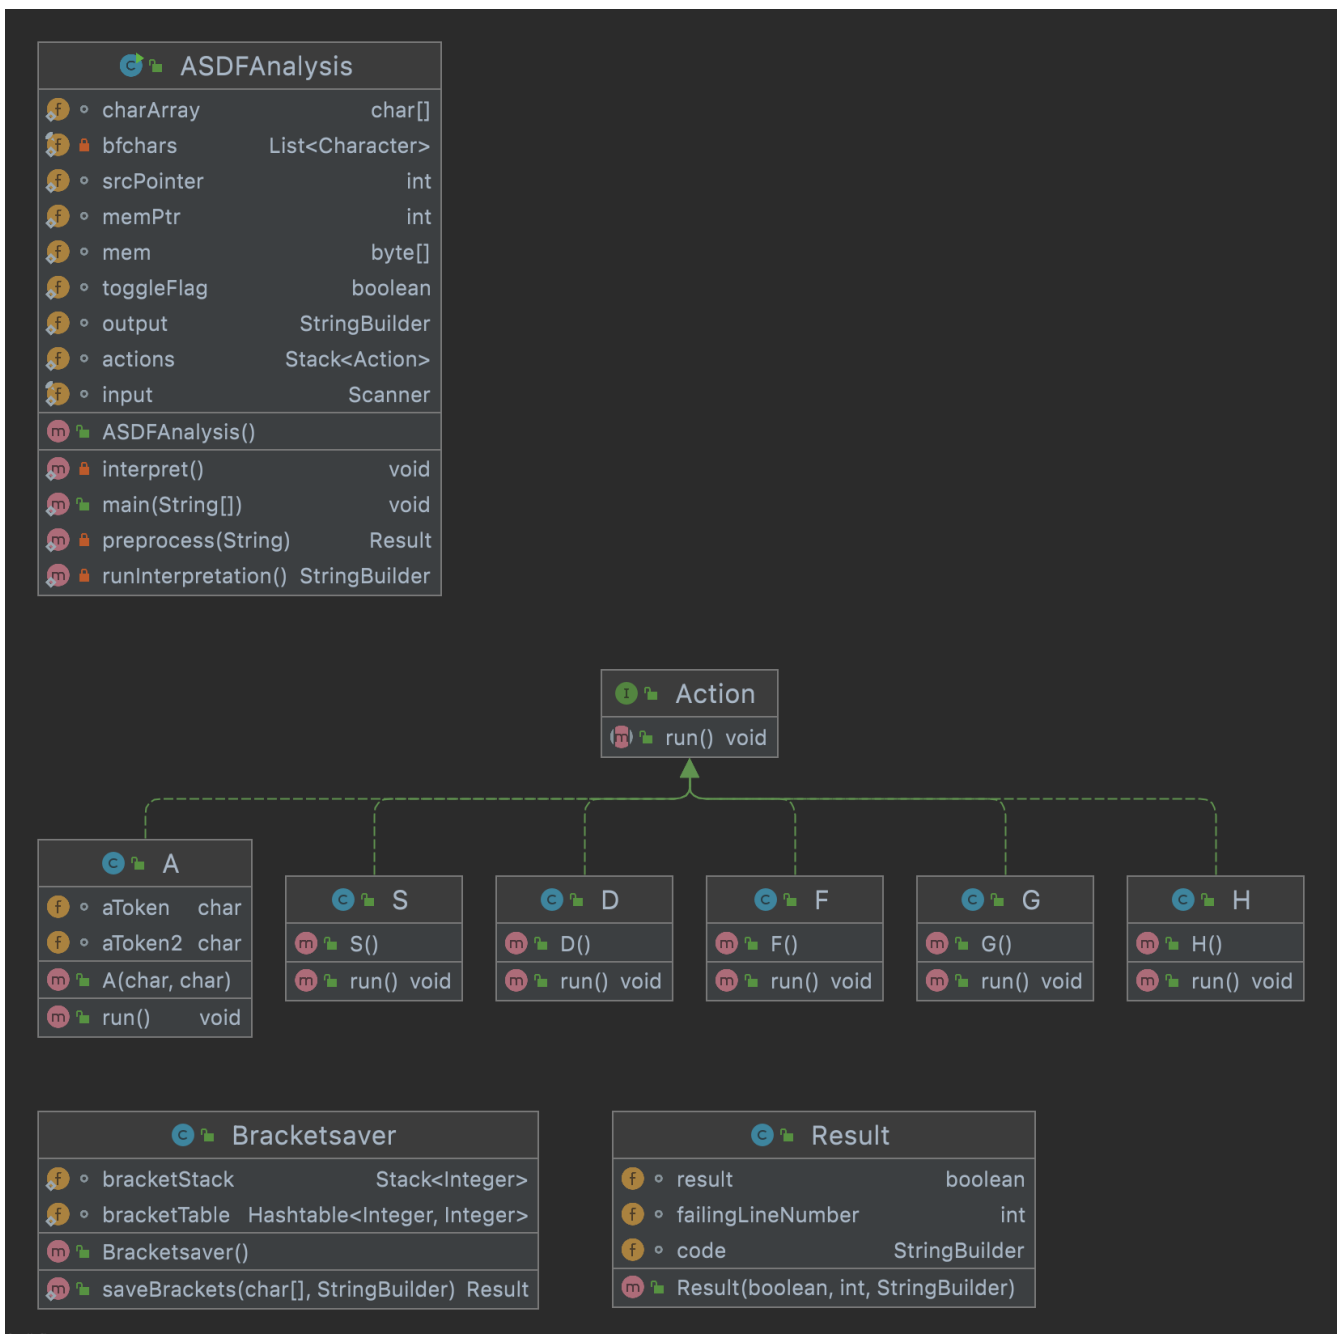 ASDFAnalysis
charArray char[]
bfchars List<Character>
srcPointer int
memPtr int
mem byte[]
toggleFlag boolean
output StringBuilder
actions Stack<Action>
input Scanner
ASDFAnalysis()
interpret() void
main(String[]) void
preprocess(String) Result
runInterpretation() StringBuilder
Action
run() void
A
aToken char
aToken2 char
A(char, char)
run() void
S
S()
run() void
D
D()
run() void
F
F()
run() void
G
G()
run() void
H
H()
run() void
Bracketsaver
bracketStack Stack<Integer>
bracketTable Hashtable<Integer, Integer>
Bracketsaver()
saveBrackets(char[], StringBuilder) Result
Result
result boolean
failingLineNumber int
code StringBuilder
Result(boolean, int, StringBuilder)